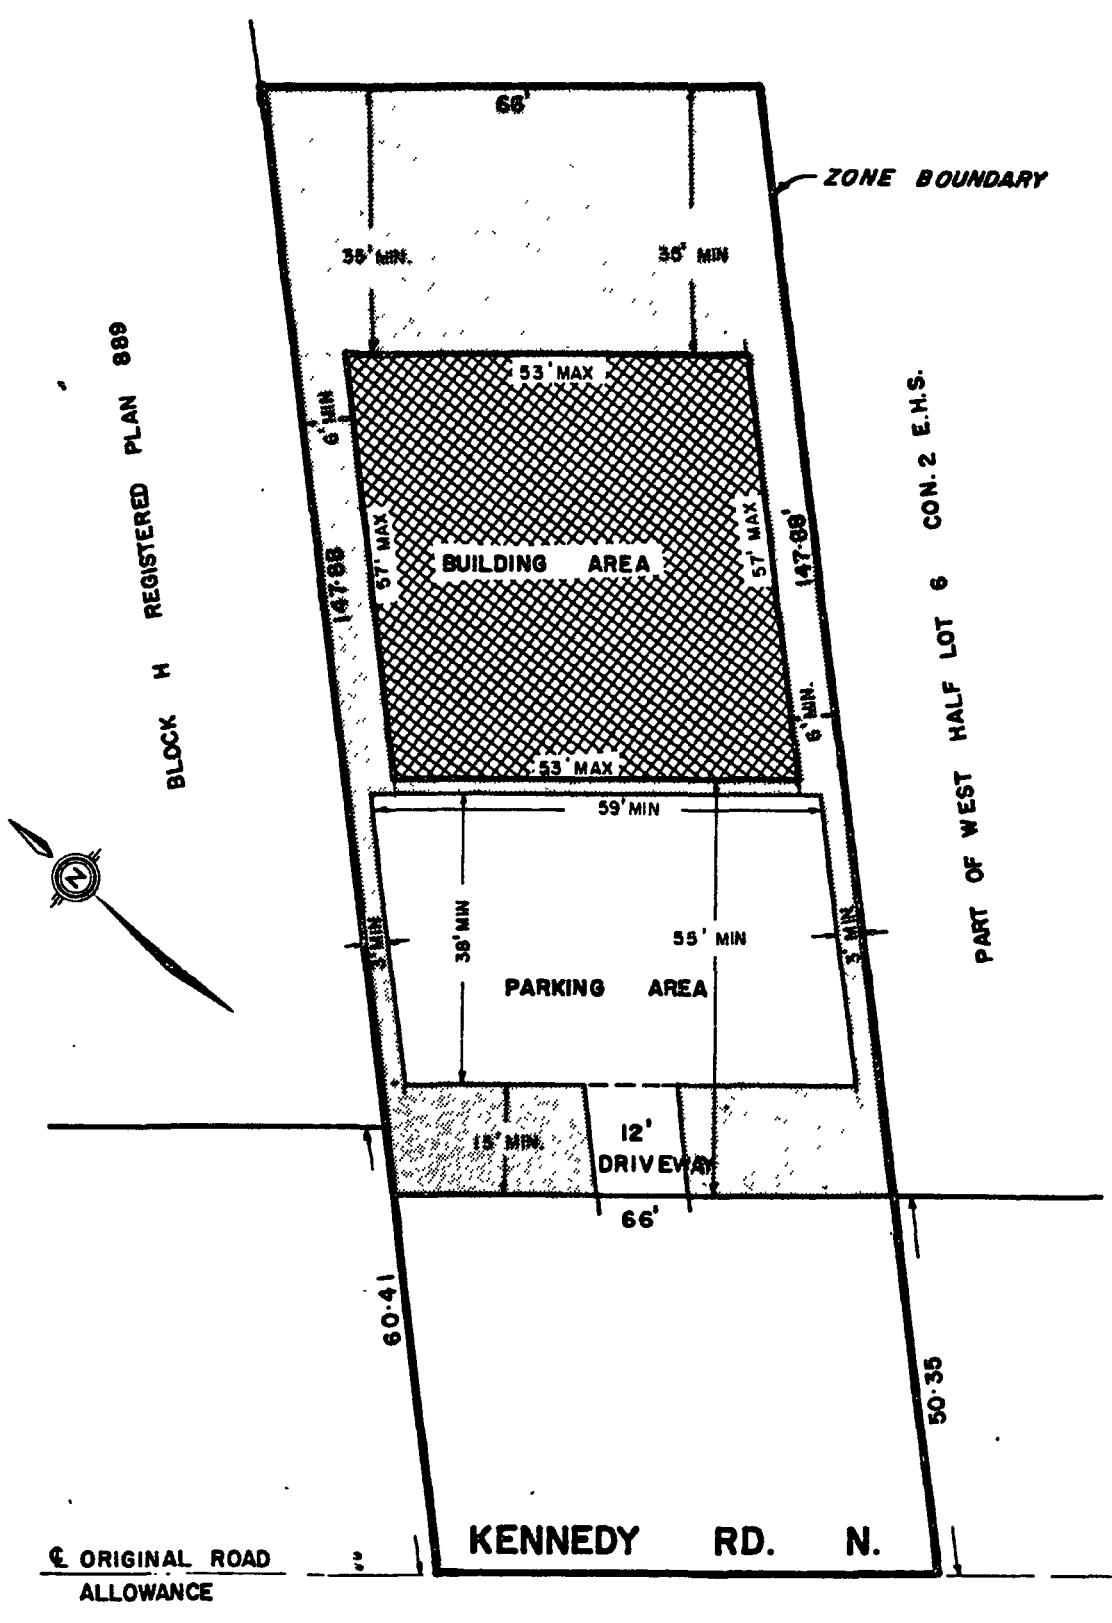 66'
ZONE BOUNDARY
35' MIN.
35' MIN
BLOCK H REGISTERED PLAN 889
53' MAX
6' MIN
57' MAX
57' MAX
BUILDING AREA
147.88
147.88'
PART OF WEST HALF LOT 6 CON. 2 E.H.S.
6' MIN.
53' MAX
59' MIN
N
3' MIN
38' MIN
55' MIN
3' MIN.
PARKING AREA
15' MIN.
12'
DRIVEWAY
66'
60.41
50.35
KENNEDY RD. N.
℄ ORIGINAL ROAD
ALLOWANCE